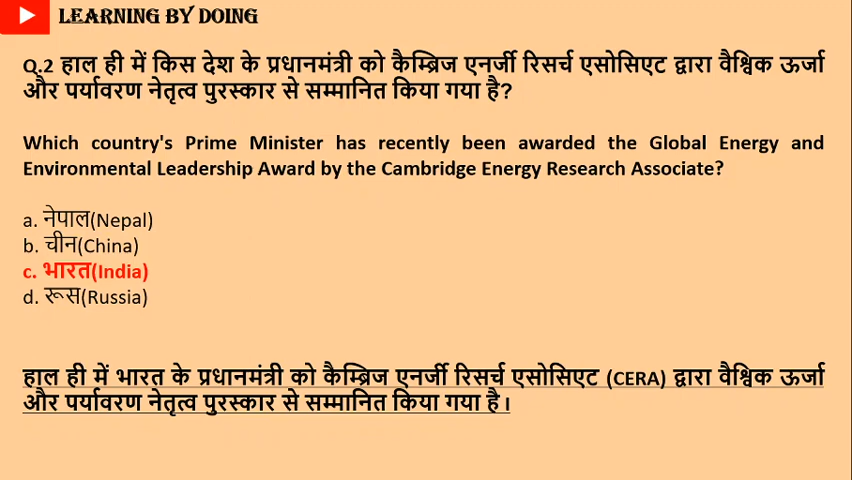 LEARNING BY DOING
Q.2 हाल ही में किस देश के प्रधानमंत्री को कैम्ब्रिज एनर्जी रिसर्च एसोसिएट द्वारा वैश्विक ऊर्जा
और पर्यावरण नेतृत्व पुरस्कार से सम्मानित किया गया है?
Which country's Prime Minister has recently been awarded the Global Energy and
Environmental Leadership Award by the Cambridge Energy Research Associate?
a. नेपाल(Nepal)
b. चीन(China)
c. भारत(India)
d. रूस(Russia)
हाल ही में भारत के प्रधानमंत्री को कैम्ब्रिज एनर्जी रिसर्च एसोसिएट (CERA) द्वारा वैश्विक ऊर्जा
और पर्यावरण नेतृत्व पुरस्कार से सम्मानित किया गया है।